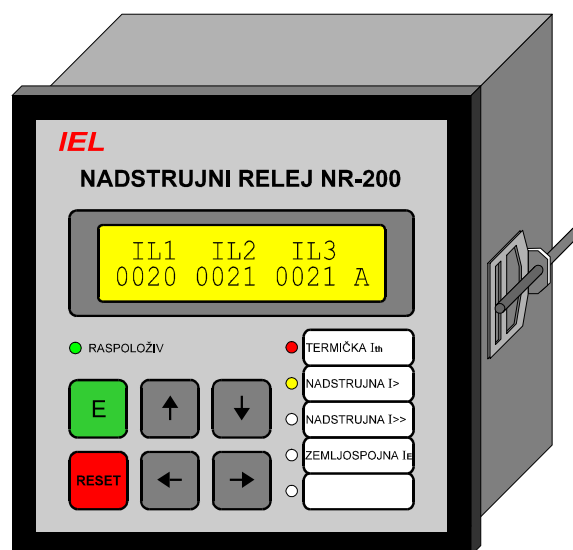 IEL
NADSTRUJNI RELEJ NR-200
IL1 IL2 IL3
0020 0021 0021 A
RASPOLOŽIV
TERMIČKA Ith
NADSTRUJNA I>
NADSTRUJNA I>>
ZEMLJOSPOJNA IE
E
RESET